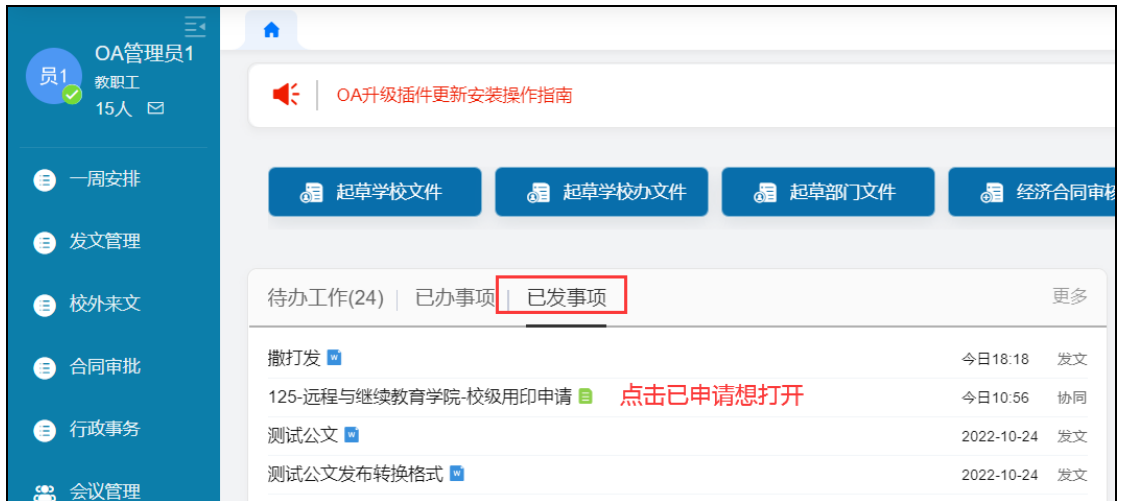 OA管理员1
员1
教职工
15人
OA升级插件更新安装操作指南
一周安排
发文管理
校外来文
合同审批
行政事务
会议管理
起草学校文件
起草学校办文件
起草部门文件
经济合同审核
待办工作(24) | 已办事项 | 已发事项
更多
撒打发 今日18:18 发文
125-远程与继续教育学院-校级用印申请 点击已申请想打开 今日10:56 协同
测试公文 2022-10-24 发文
测试公文发布转换格式 2022-10-24 发文